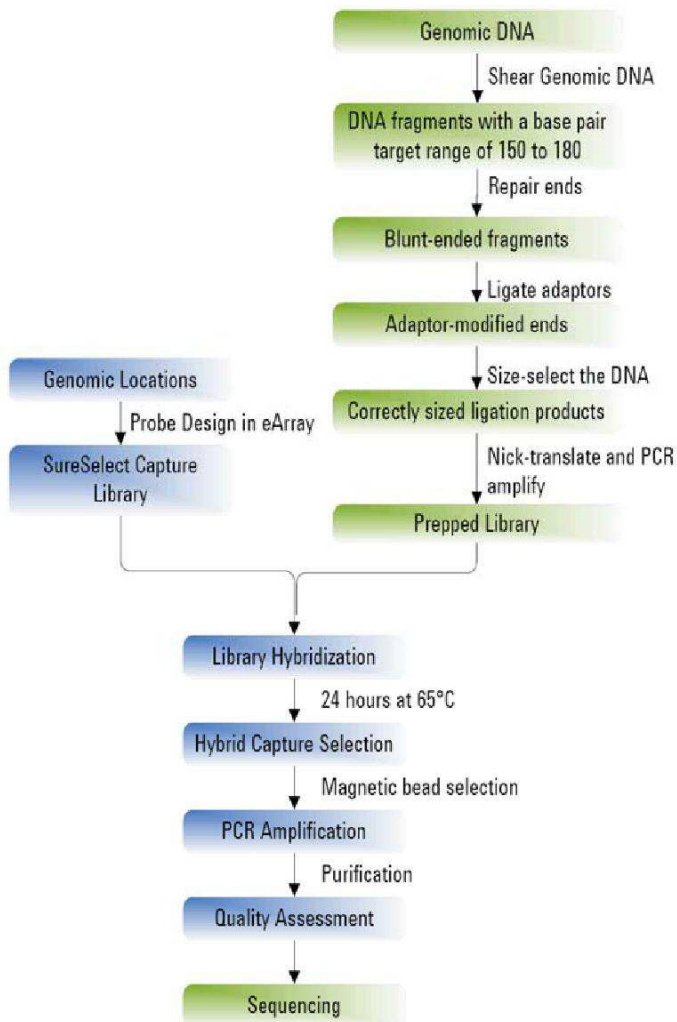 Genomic DNA
Shear Genomic DNA
DNA fragments with a base pair
target range of 150 to 180
Repair ends
Blunt-ended fragments
Ligate adaptors
Adaptor-modified ends
Size-select the DNA
Correctly sized ligation products
Nick-translate and PCR
amplify
Prepped Library
Genomic Locations
Probe Design in eArray
SureSelect Capture
Library
Library Hybridization
24 hours at 65°C
Hybrid Capture Selection
Magnetic bead selection
PCR Amplification
Purification
Quality Assessment
Sequencing